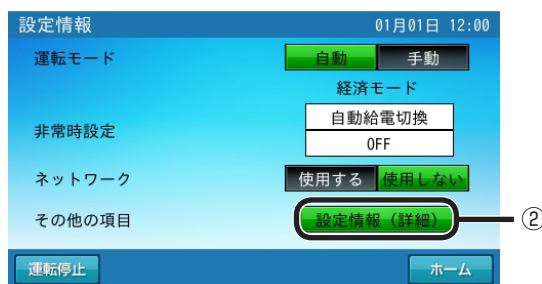 設定情報 01月01日 12:00
運転モード 自動 手動
経済モード
非常時設定 自動給電切換
OFF
ネットワーク 使用する 使用しない
その他の項目 設定情報（詳細） ②
運転停止 ホーム